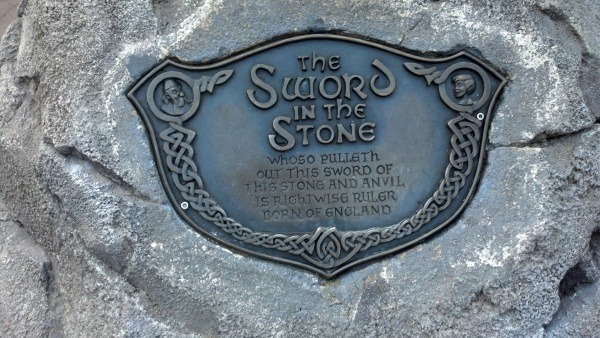 The
Sword
in the
Stone
Whoso pulleth
out this sword of
this stone and anvil
is rightwise ruler
born of England